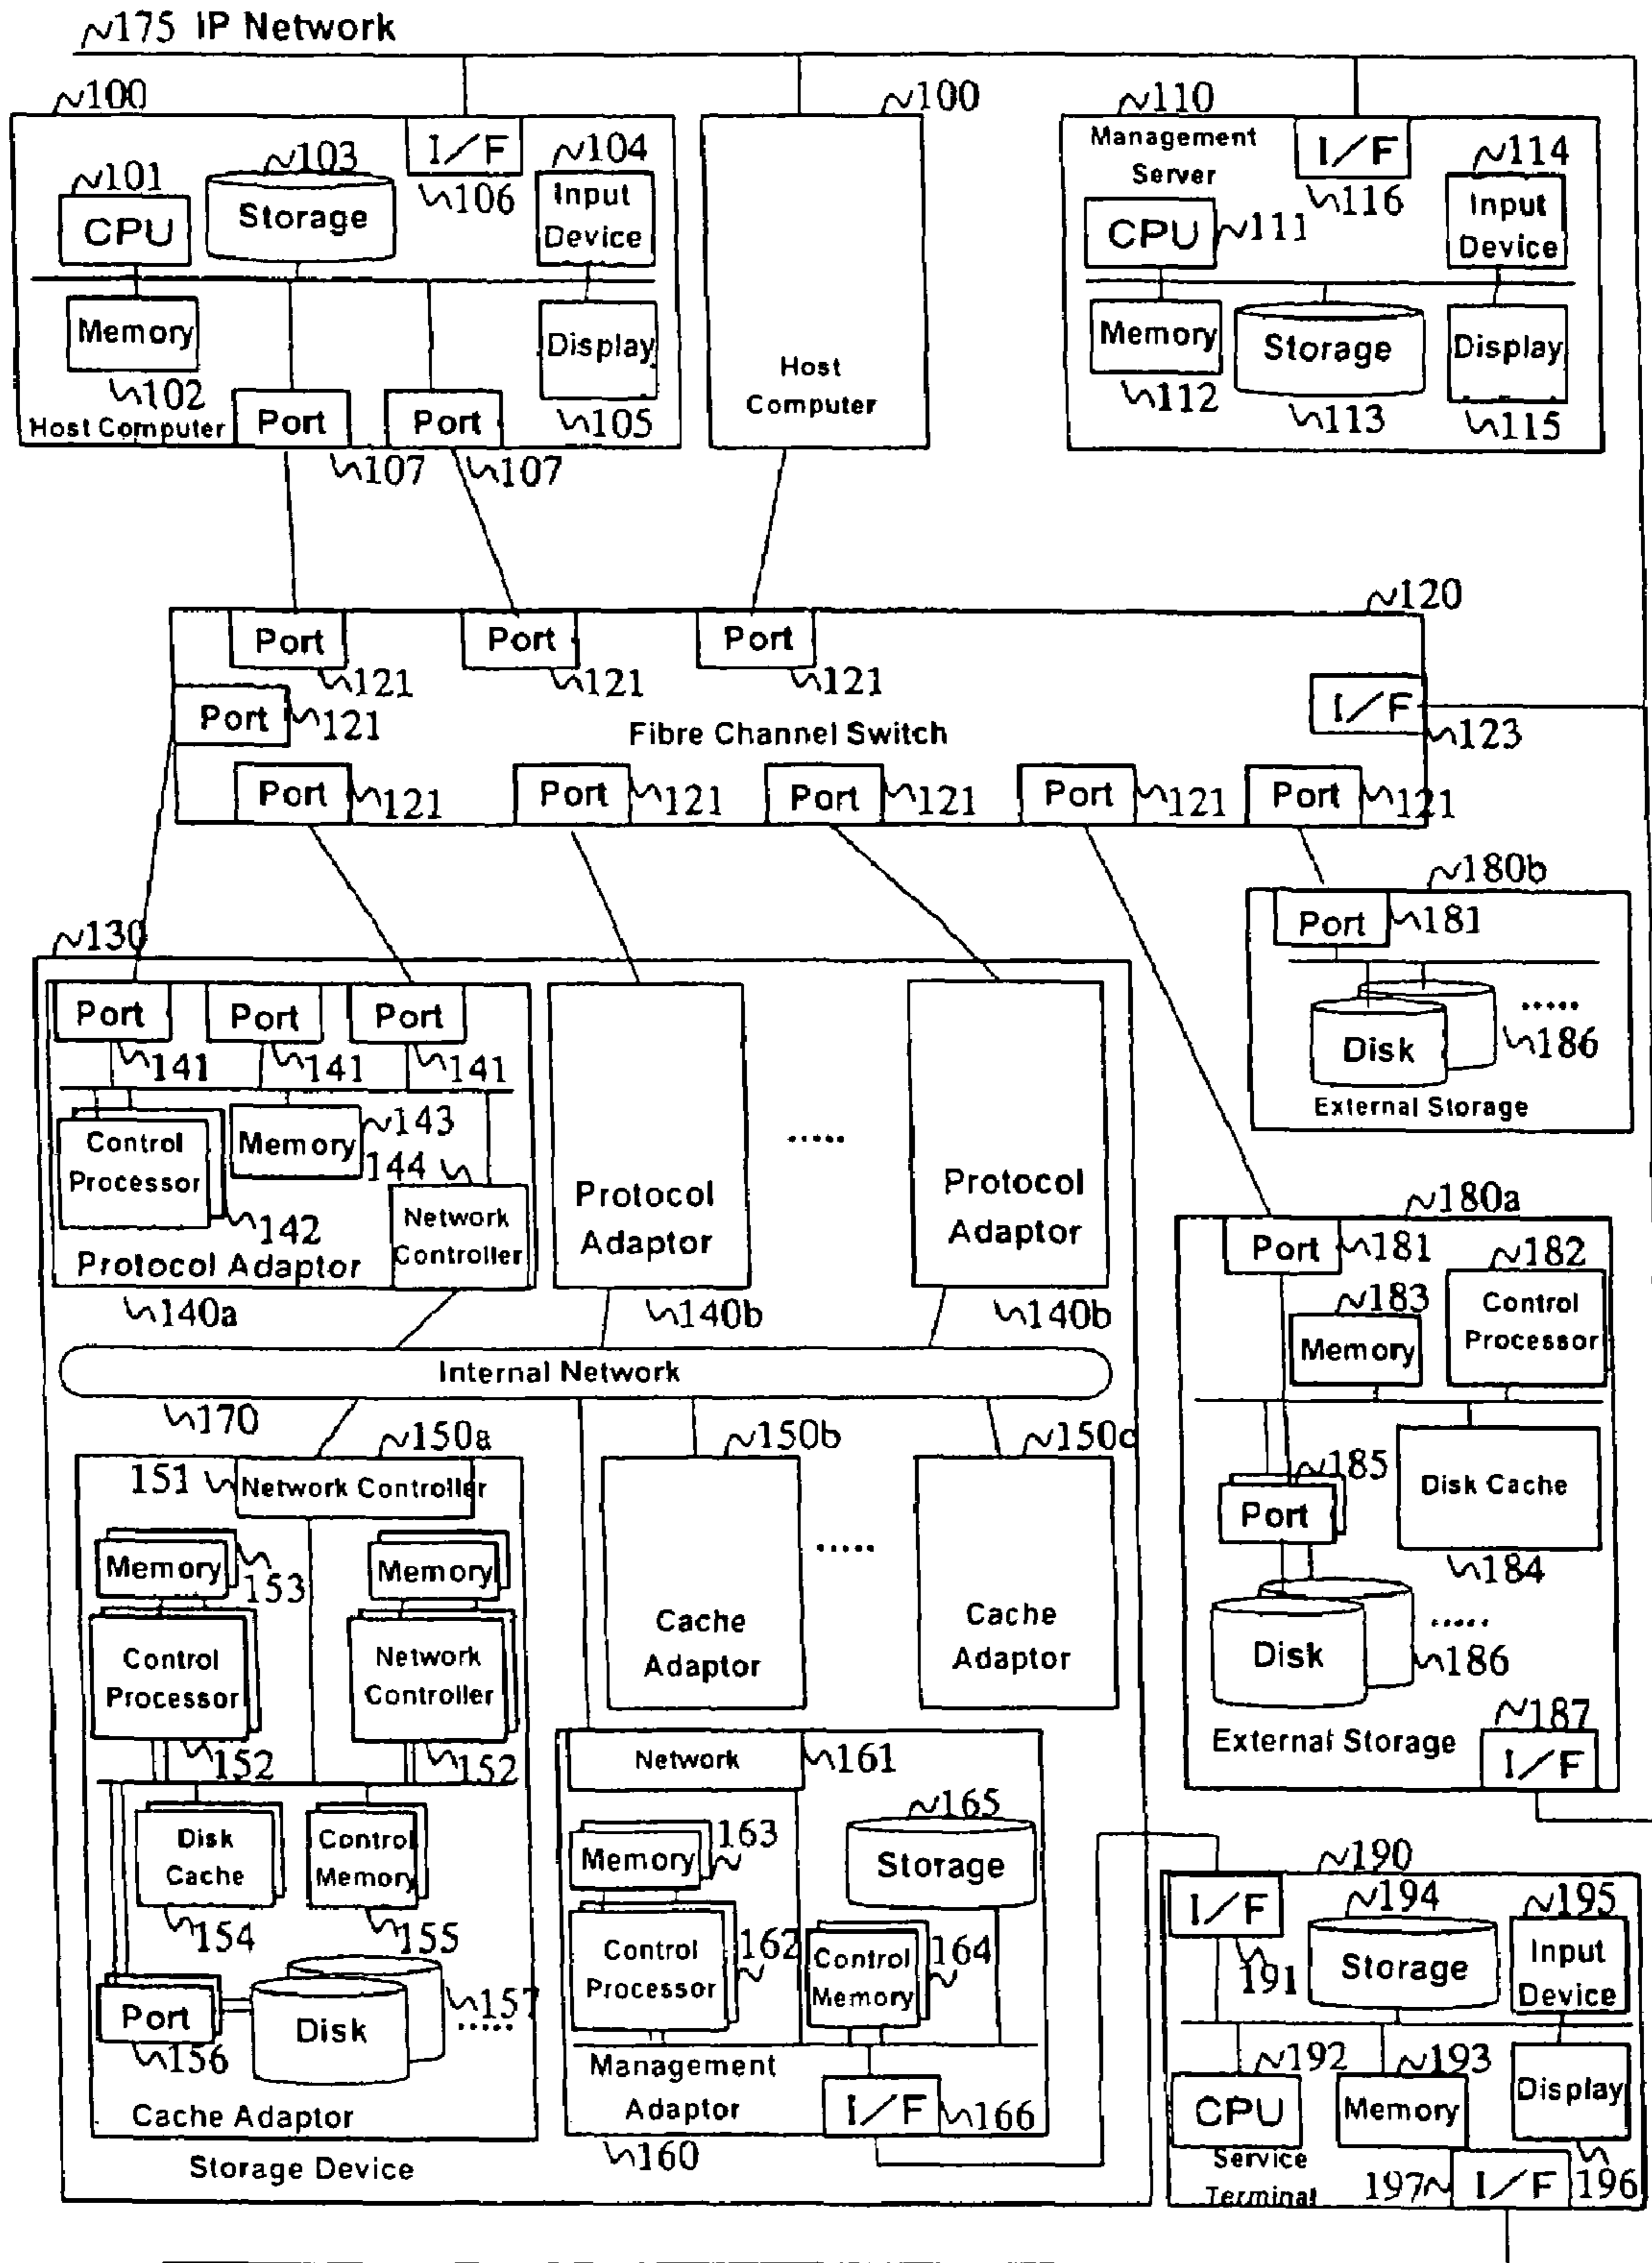 175 IP Network
100
100
110
I/F
106
103
Storage
104
Input
Device
101
CPU
Memory
102
Display
105
Host Computer
Port
Port
107
107
Host
Computer
Management
Server
I/F
116
114
Input
Device
CPU
111
Memory
112
Storage
113
Display
115
120
Port
121
Port
121
Port
121
Port
121
Fibre Channel Switch
I/F
123
Port
121
Port
121
Port
121
Port
121
Port
121
180b
Port
181
Disk
.....
186
External Storage
130
Port
141
Port
141
Port
141
Control
Processor
142
Memory
143
144
Network
Controller
Protocol Adaptor
140a
Protocol
Adaptor
140b
.....
Protocol
Adaptor
140b
180a
Port
181
182
Control
Processor
183
Memory
185
Port
Disk Cache
184
Disk
.....
186
187
External Storage
I/F
Internal Network
170
150a
151
Network Controller
Memory
153
Memory
Control
Processor
152
Network
Controller
152
Disk
Cache
154
Control
Memory
155
Port
156
Disk
157
.....
Cache Adaptor
Storage Device
150b
Cache
Adaptor
.....
150c
Cache
Adaptor
Network
161
163
Memory
165
Storage
Control
Processor
162
Control
Memory
164
Management
Adaptor
I/F
166
160
190
I/F
191
194
Storage
195
Input
Device
192
CPU
193
Memory
Display
196
Service
Terminal
197
I/F